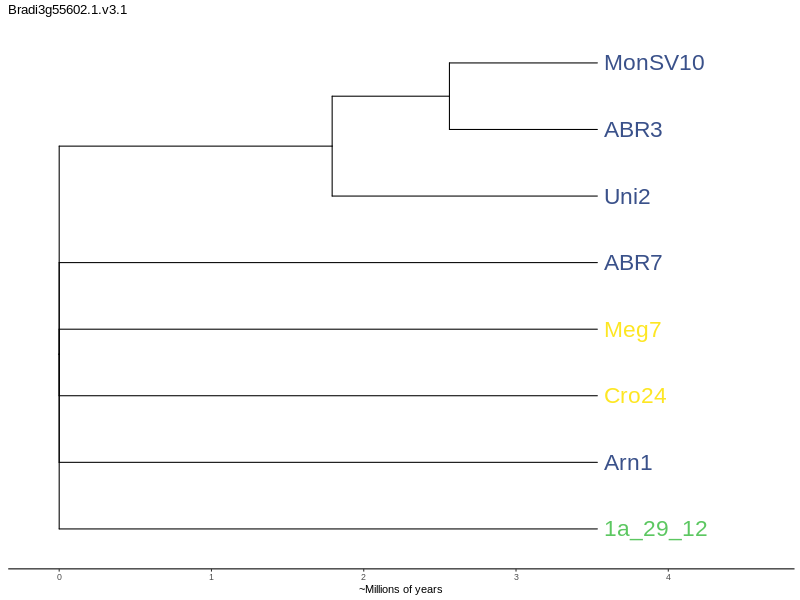 Bradi3g55602.1.v3.1
MonSV10
ABR3
Uni2
ABR7
Meg7
Cro24
Arn1
1a_29_12
0 1 2 3 4
~Millions of years